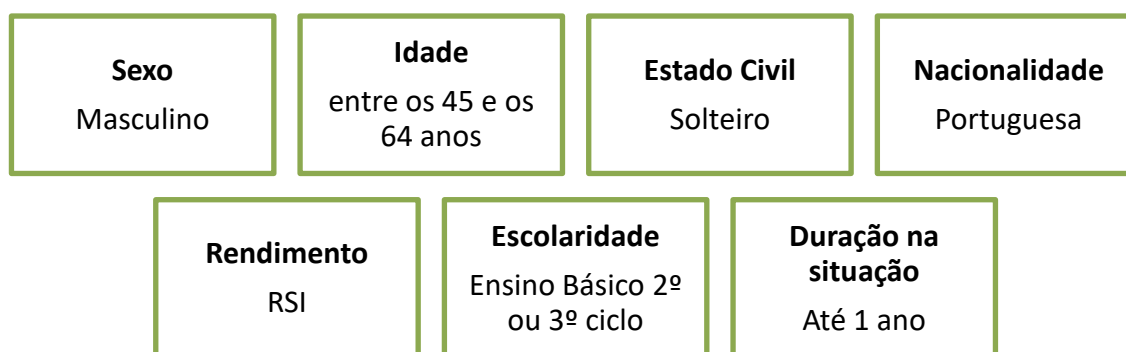 Sexo
Masculino
Idade
entre os 45 e os
64 anos
Estado Civil
Solteiro
Nacionalidade
Portuguesa
Rendimento
RSI
Escolaridade
Ensino Básico 2º
ou 3º ciclo
Duração na
situação
Até 1 ano